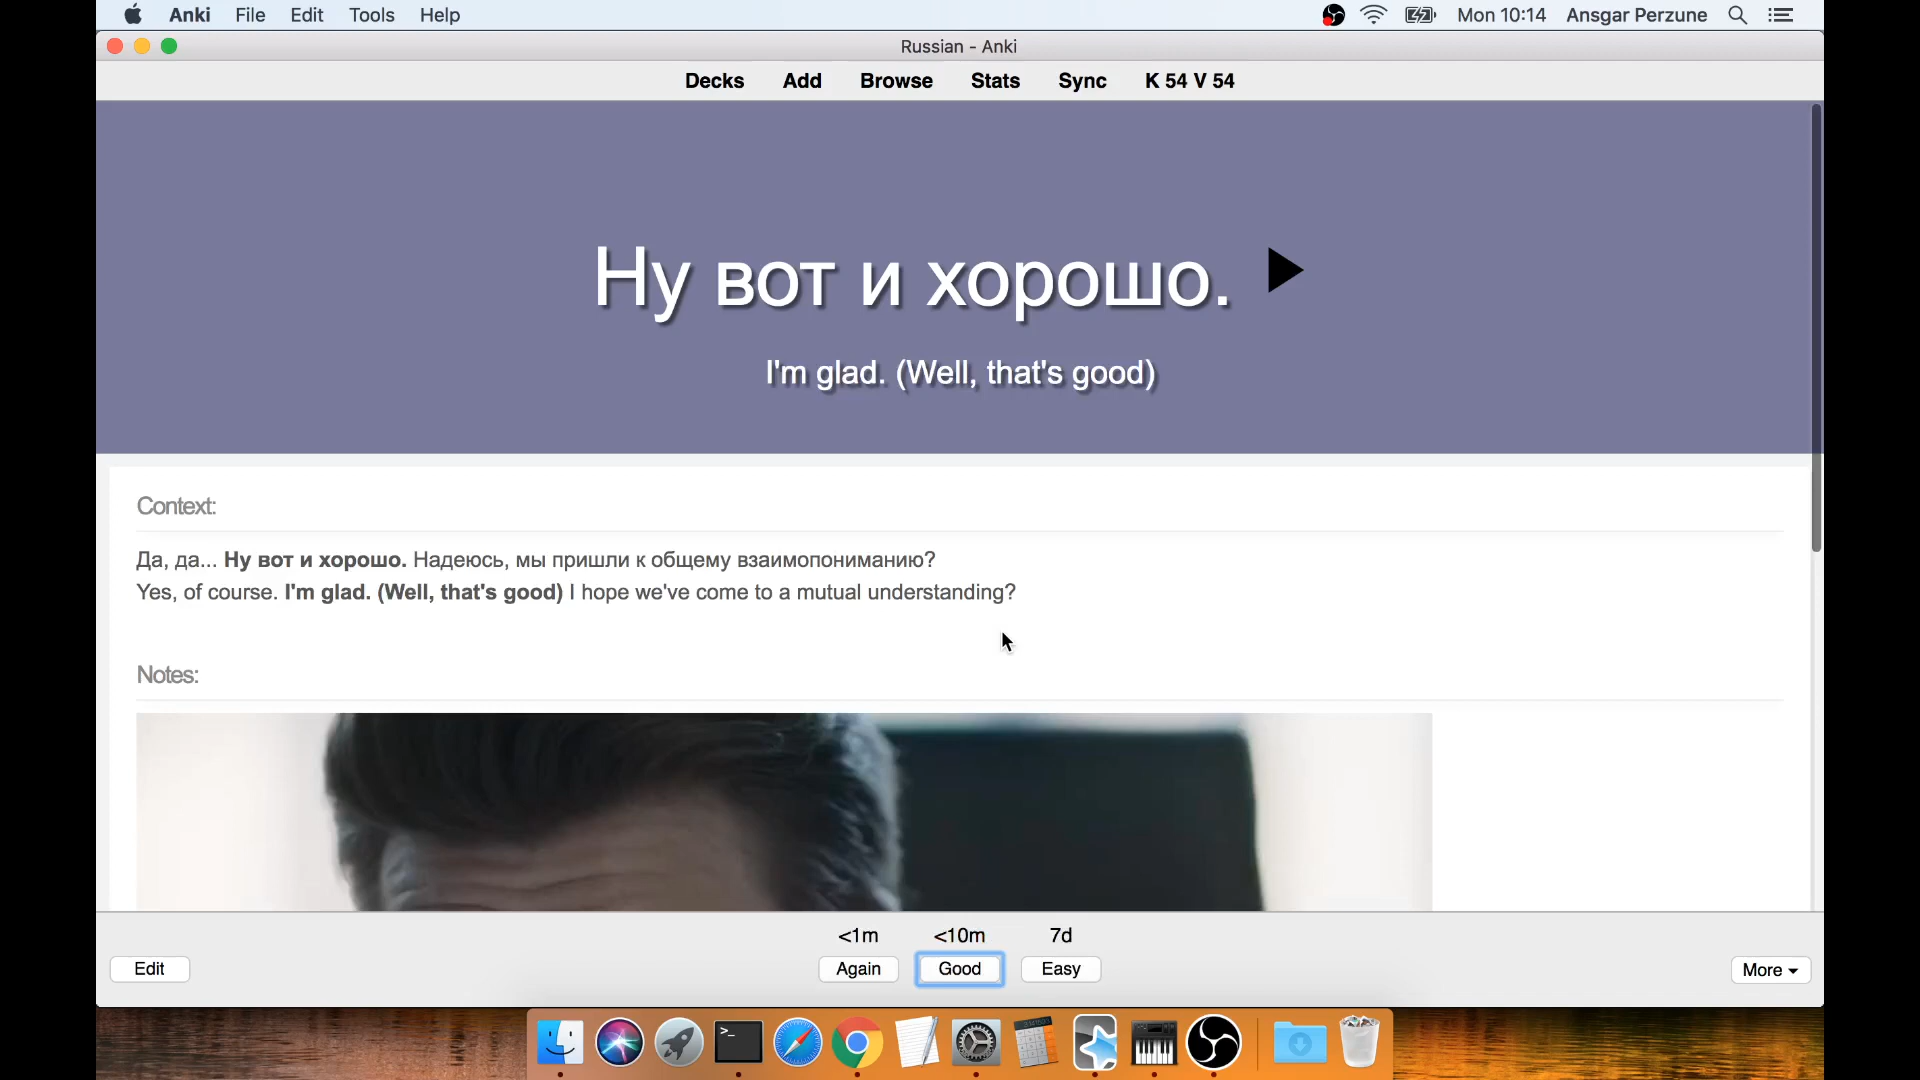 Anki File Edit Tools Help Mon 10:14 Ansgar Perzune
Russian - Anki
Decks Add Browse Stats Sync K 54 V 54
Ну вот и хорошо.
I'm glad. (Well, that's good)
Context:
Да, да... Ну вот и хорошо. Надеюсь, мы пришли к общему взаимопониманию?
Yes, of course. I'm glad. (Well, that's good) I hope we've come to a mutual understanding?
Notes:
<1m <10m 7d
Edit Again Good Easy More